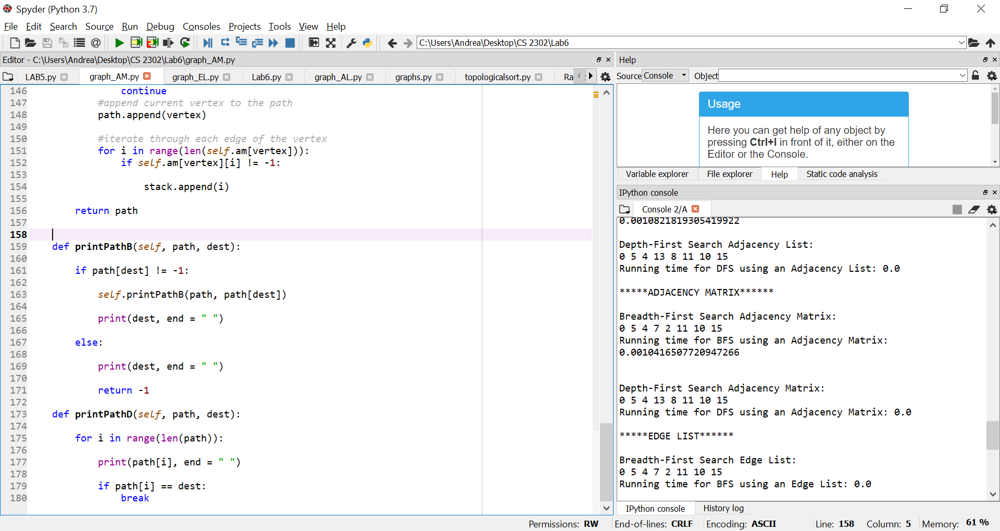 Spyder (Python 3.7)
File Edit Search Source Run Debug Consoles Projects Tools View Help
C:\Users\Andrea\Desktop\CS 2302\Lab6
Editor - C:\Users\Andrea\Desktop\CS 2302\Lab6\graph_AM.py
LAB5.py graph_AM.py graph_EL.py Lab6.py graph_AL.py graphs.py topologicalsort.py Ra
146 continue
147 #append current vertex to the path
148 path.append(vertex)
149
150 #iterate through each edge of the vertex
151 for i in range(len(self.am[vertex])):
152 if self.am[vertex][i] != -1:
153
154 stack.append(i)
155
156 return path
157
158
159 def printPathB(self, path, dest):
160
161 if path[dest] != -1:
162
163 self.printPathB(path, path[dest])
164
165 print(dest, end = " ")
166
167 else:
168
169 print(dest, end = " ")
170
171 return -1
172
173 def printPathD(self, path, dest):
174
175 for i in range(len(path)):
176
177 print(path[i], end = " ")
178
179 if path[i] == dest:
180 break
Help
Source Console Object
Usage
Here you can get help of any object by
pressing Ctrl+I in front of it, either on the
Editor or the Console.
Variable explorer File explorer Help Static code analysis
IPython console
Console 2/A
0.0010821819305419922
Depth-First Search Adjacency List:
0 5 4 13 8 11 10 15
Running time for DFS using an Adjacency List: 0.0
*****ADJACENCY MATRIX******
Breadth-First Search Adjacency Matrix:
0 5 4 7 2 11 10 15
Running time for BFS using an Adjacency Matrix:
0.0010416507720947266
Depth-First Search Adjacency Matrix:
0 5 4 13 8 11 10 15
Running time for DFS using an Adjacency Matrix: 0.0
*****EDGE LIST******
Breadth-First Search Edge List:
0 5 4 7 2 11 10 15
Running time for BFS using an Edge List: 0.0
IPython console History log
Permissions: RW End-of-lines: CRLF Encoding: ASCII Line: 158 Column: 5 Memory: 61 %